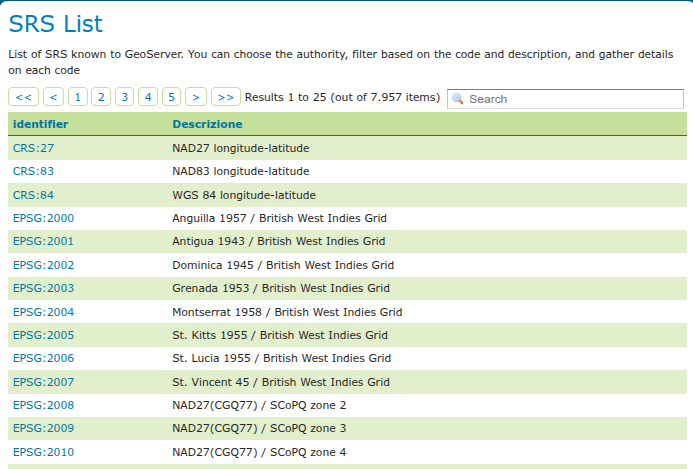 SRS List
List of SRS known to GeoServer. You can choose the authority, filter based on the code and description, and gather details
on each code
<< < 1 2 3 4 5 > >> Results 1 to 25 (out of 7.957 items) Search
identifier Descrizione
CRS:27 NAD27 longitude-latitude
CRS:83 NAD83 longitude-latitude
CRS:84 WGS 84 longitude-latitude
EPSG:2000 Anguilla 1957 / British West Indies Grid
EPSG:2001 Antigua 1943 / British West Indies Grid
EPSG:2002 Dominica 1945 / British West Indies Grid
EPSG:2003 Grenada 1953 / British West Indies Grid
EPSG:2004 Montserrat 1958 / British West Indies Grid
EPSG:2005 St. Kitts 1955 / British West Indies Grid
EPSG:2006 St. Lucia 1955 / British West Indies Grid
EPSG:2007 St. Vincent 45 / British West Indies Grid
EPSG:2008 NAD27(CGQ77) / SCoPQ zone 2
EPSG:2009 NAD27(CGQ77) / SCoPQ zone 3
EPSG:2010 NAD27(CGQ77) / SCoPQ zone 4